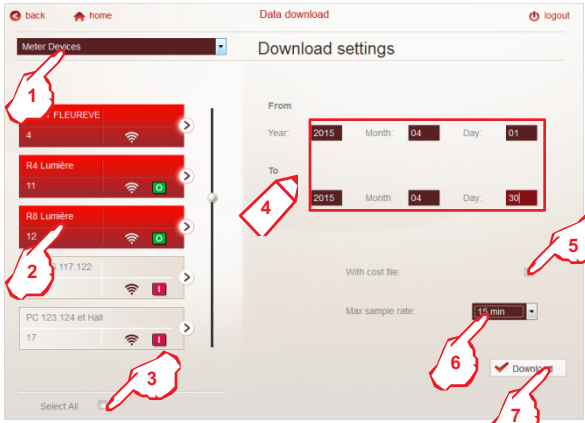 back home Data download logout
Meter Devices
Download settings
1
FLEUREVE
4
R4 Lumière
11 O
R8 Lumière
12 O
2
.117.122
I
PC 123.124 et Hall
17 I
3
Select All
From
Year: 2015 Month: 04 Day: 01
To
2015 Month: 04 Day: 30
4
5
With cost file:
Max sample rate: 15 min
6
Download
7